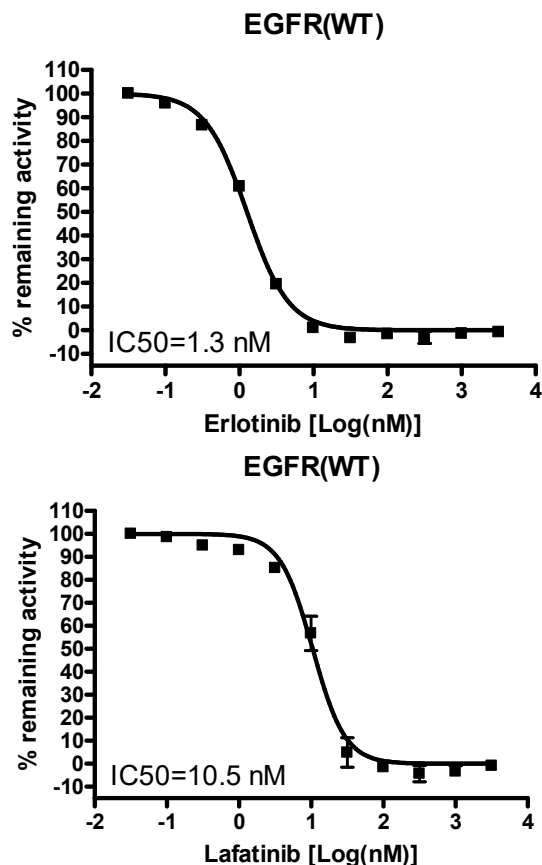 EGFR(WT)
110
100
90
80
70
60
50
40
30
20
10
0
-10
% remaining activity
IC50=1.3 nM
-2 -1 0 1 2 3 4
Erlotinib [Log(nM)]
EGFR(WT)
110
100
90
80
70
60
50
40
30
20
10
0
-10
% remaining activity
IC50=10.5 nM
-2 -1 0 1 2 3 4
Lafatinib [Log(nM)]